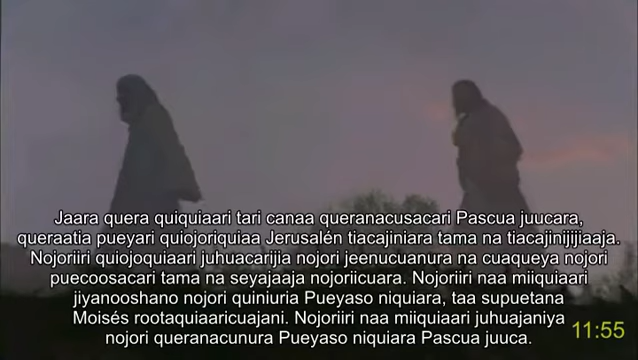 Jaara quera quiquiaari tari canaa queranacusacari Pascua juucara,
queraatia pueyari quiojoriquiaa Jerusalén tiacajiniara tama na tiacajinijijiaaja.
Nojoriiri quiojoquiaari juhuacarijia nojori jeenucuanura na cuaqueya nojori
puecoosacari tama na seyajaaja nojoriicuara. Nojoriiri naa miiquiaari
jiyanooshano nojori quiniuria Pueyaso niquiara, taa supuetana
Moisés rootaquiaaricuajani. Nojoriiri naa miiquiaari juhuajaniya
nojori queranacunura Pueyaso niquiara Pascua juuca.
11:55